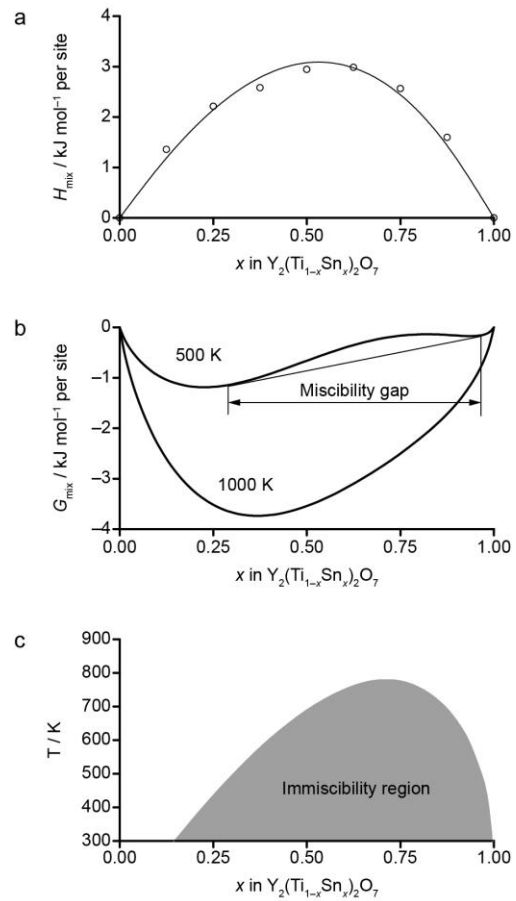 a
4
3
2
1
0
H_mix / kJ mol⁻¹ per site
0.00 0.25 0.50 0.75 1.00
x in Y₂(Ti₁₋ₓSnₓ)₂O₇
b
0
–1
–2
–3
–4
G_mix / kJ mol⁻¹ per site
500 K
Miscibility gap
1000 K
0.00 0.25 0.50 0.75 1.00
x in Y₂(Ti₁₋ₓSnₓ)₂O₇
c
900
800
700
600
500
400
300
T / K
Immiscibility region
0.00 0.25 0.50 0.75 1.00
x in Y₂(Ti₁₋ₓSnₓ)₂O₇